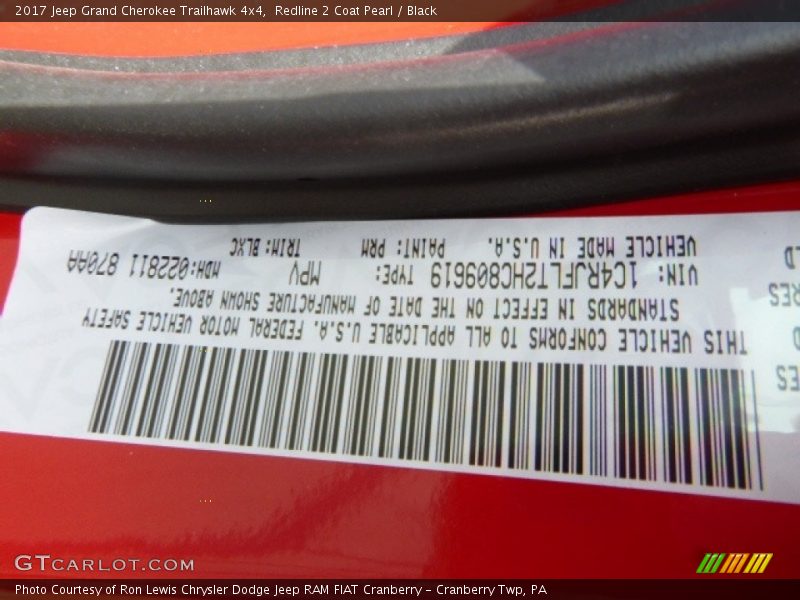 2017 Jeep Grand Cherokee Trailhawk 4x4,  Redline 2 Coat Pearl / Black
THIS VEHICLE CONFORMS TO ALL APPLICABLE U.S.A. FEDERAL MOTOR VEHICLE SAFETY
STANDARDS IN EFFECT ON THE DATE OF MANUFACTURE SHOWN ABOVE.
VIN: 1C4RJFLT2HC809619 TYPE: MPV MDH:022811 870AA
VEHICLE MADE IN U.S.A. PAINT: PRM TRIM: BLXC
GTCARLOT.COM
Photo Courtesy of Ron Lewis Chrysler Dodge Jeep RAM FIAT Cranberry – Cranberry Twp, PA